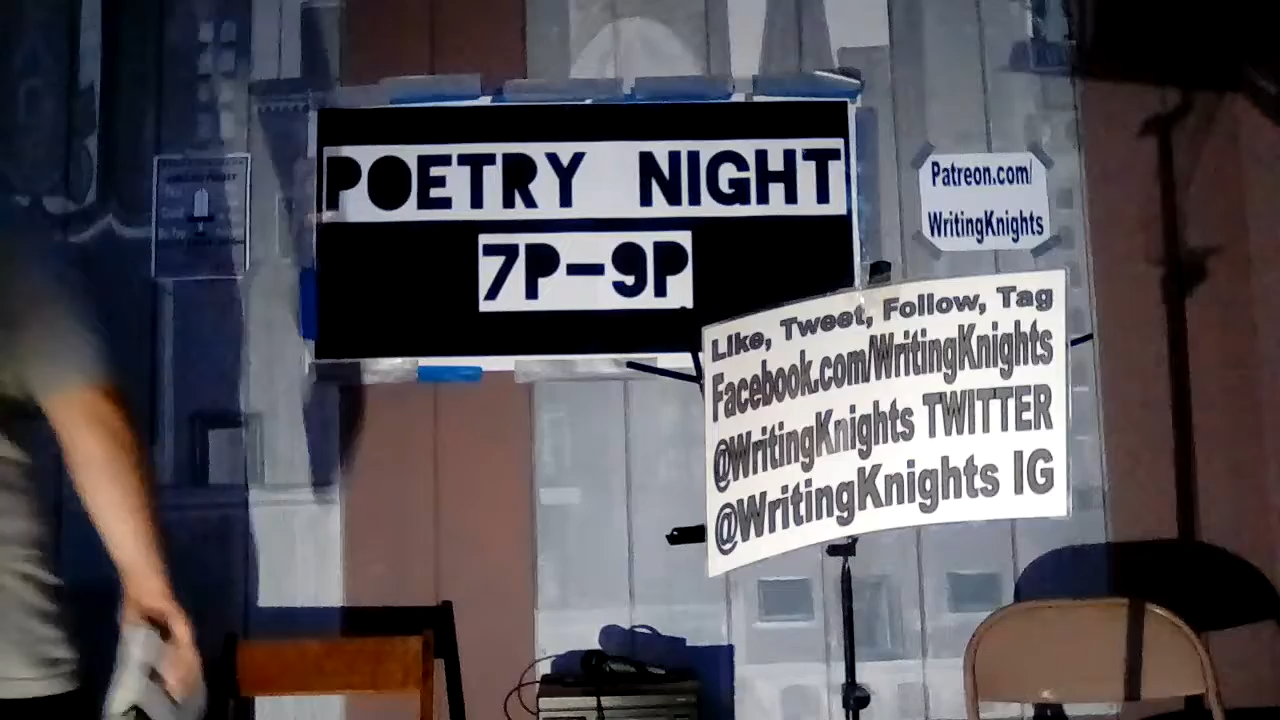 POETRY NIGHT
7P-9P
Patreon.com/
WritingKnights
Like, Tweet, Follow, Tag
Facebook.com/WritingKnights
@WritingKnights TWITTER
@WritingKnights IG